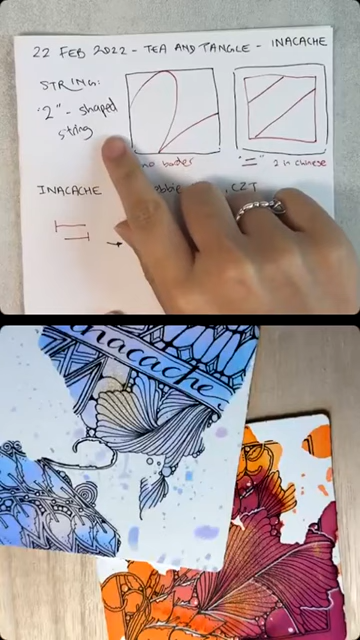 22 FEB 2022 - TEA AND TANGLE - INACACHE
STRING:
"2" - shaped
string
no border
"=" 2 in chinese
INACACHE
, CZT
inacache